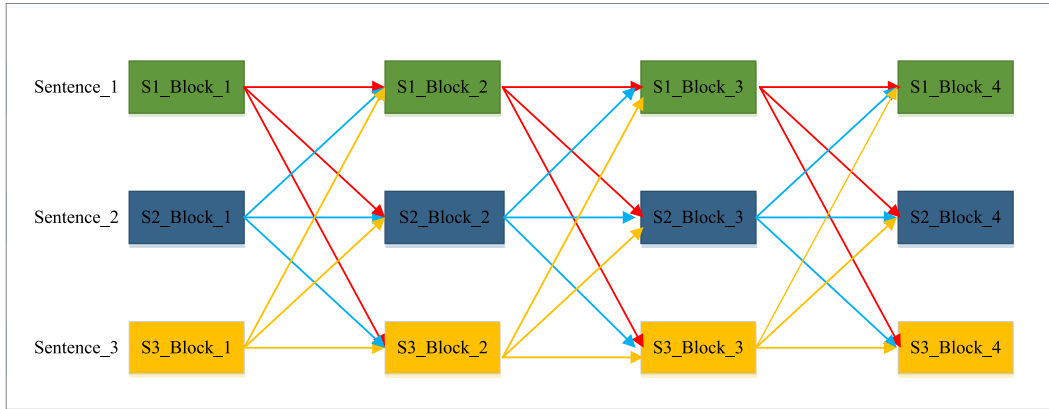 Sentence_1 S1_Block_1 S1_Block_2 S1_Block_3 S1_Block_4
Sentence_2 S2_Block_1 S2_Block_2 S2_Block_3 S2_Block_4
Sentence_3 S3_Block_1 S3_Block_2 S3_Block_3 S3_Block_4